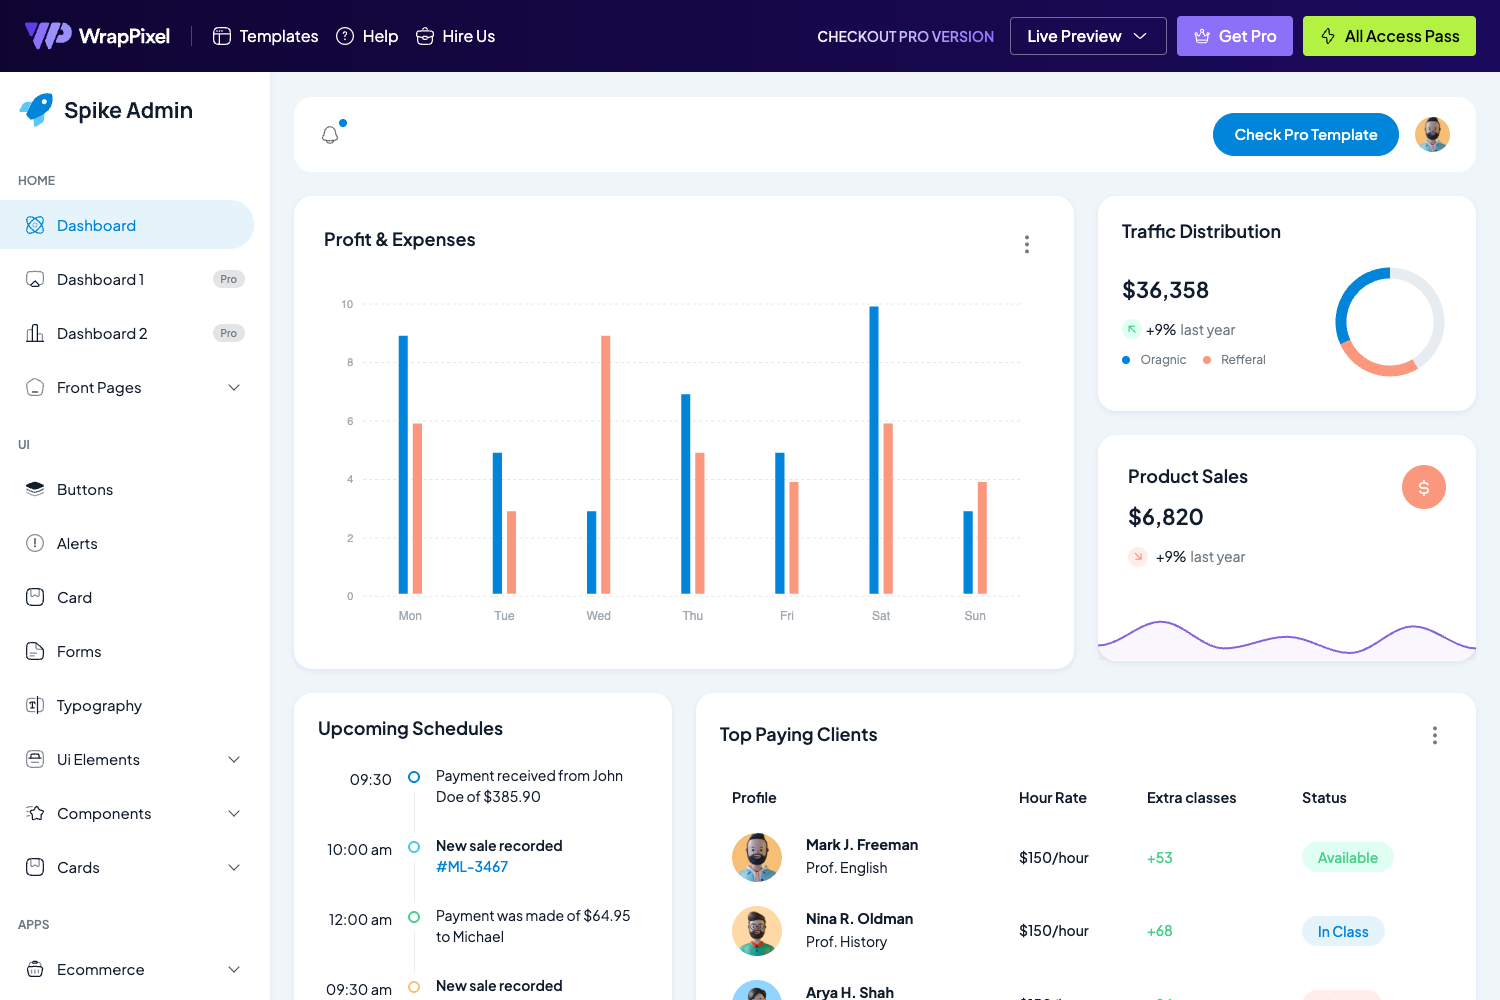 WrapPixel
Templates
Help
Hire Us
CHECKOUT PRO VERSION
Live Preview
Get Pro
All Access Pass
Spike Admin
HOME
Dashboard
Dashboard 1
Pro
Dashboard 2
Pro
Front Pages
UI
Buttons
Alerts
Card
Forms
Typography
Ui Elements
Components
Cards
APPS
Ecommerce
Check Pro Template
Profit & Expenses
10
8
6
4
2
0
Mon
Tue
Wed
Thu
Fri
Sat
Sun
Traffic Distribution
$36,358
+9% last year
Oragnic
Refferal
Product Sales
$
$6,820
+9% last year
Upcoming Schedules
09:30
Payment received from John
Doe of $385.90
10:00 am
New sale recorded
#ML-3467
12:00 am
Payment was made of $64.95
to Michael
09:30 am
New sale recorded
Top Paying Clients
Profile
Hour Rate
Extra classes
Status
Mark J. Freeman
Prof. English
$150/hour
+53
Available
Nina R. Oldman
Prof. History
$150/hour
+68
In Class
Arya H. Shah